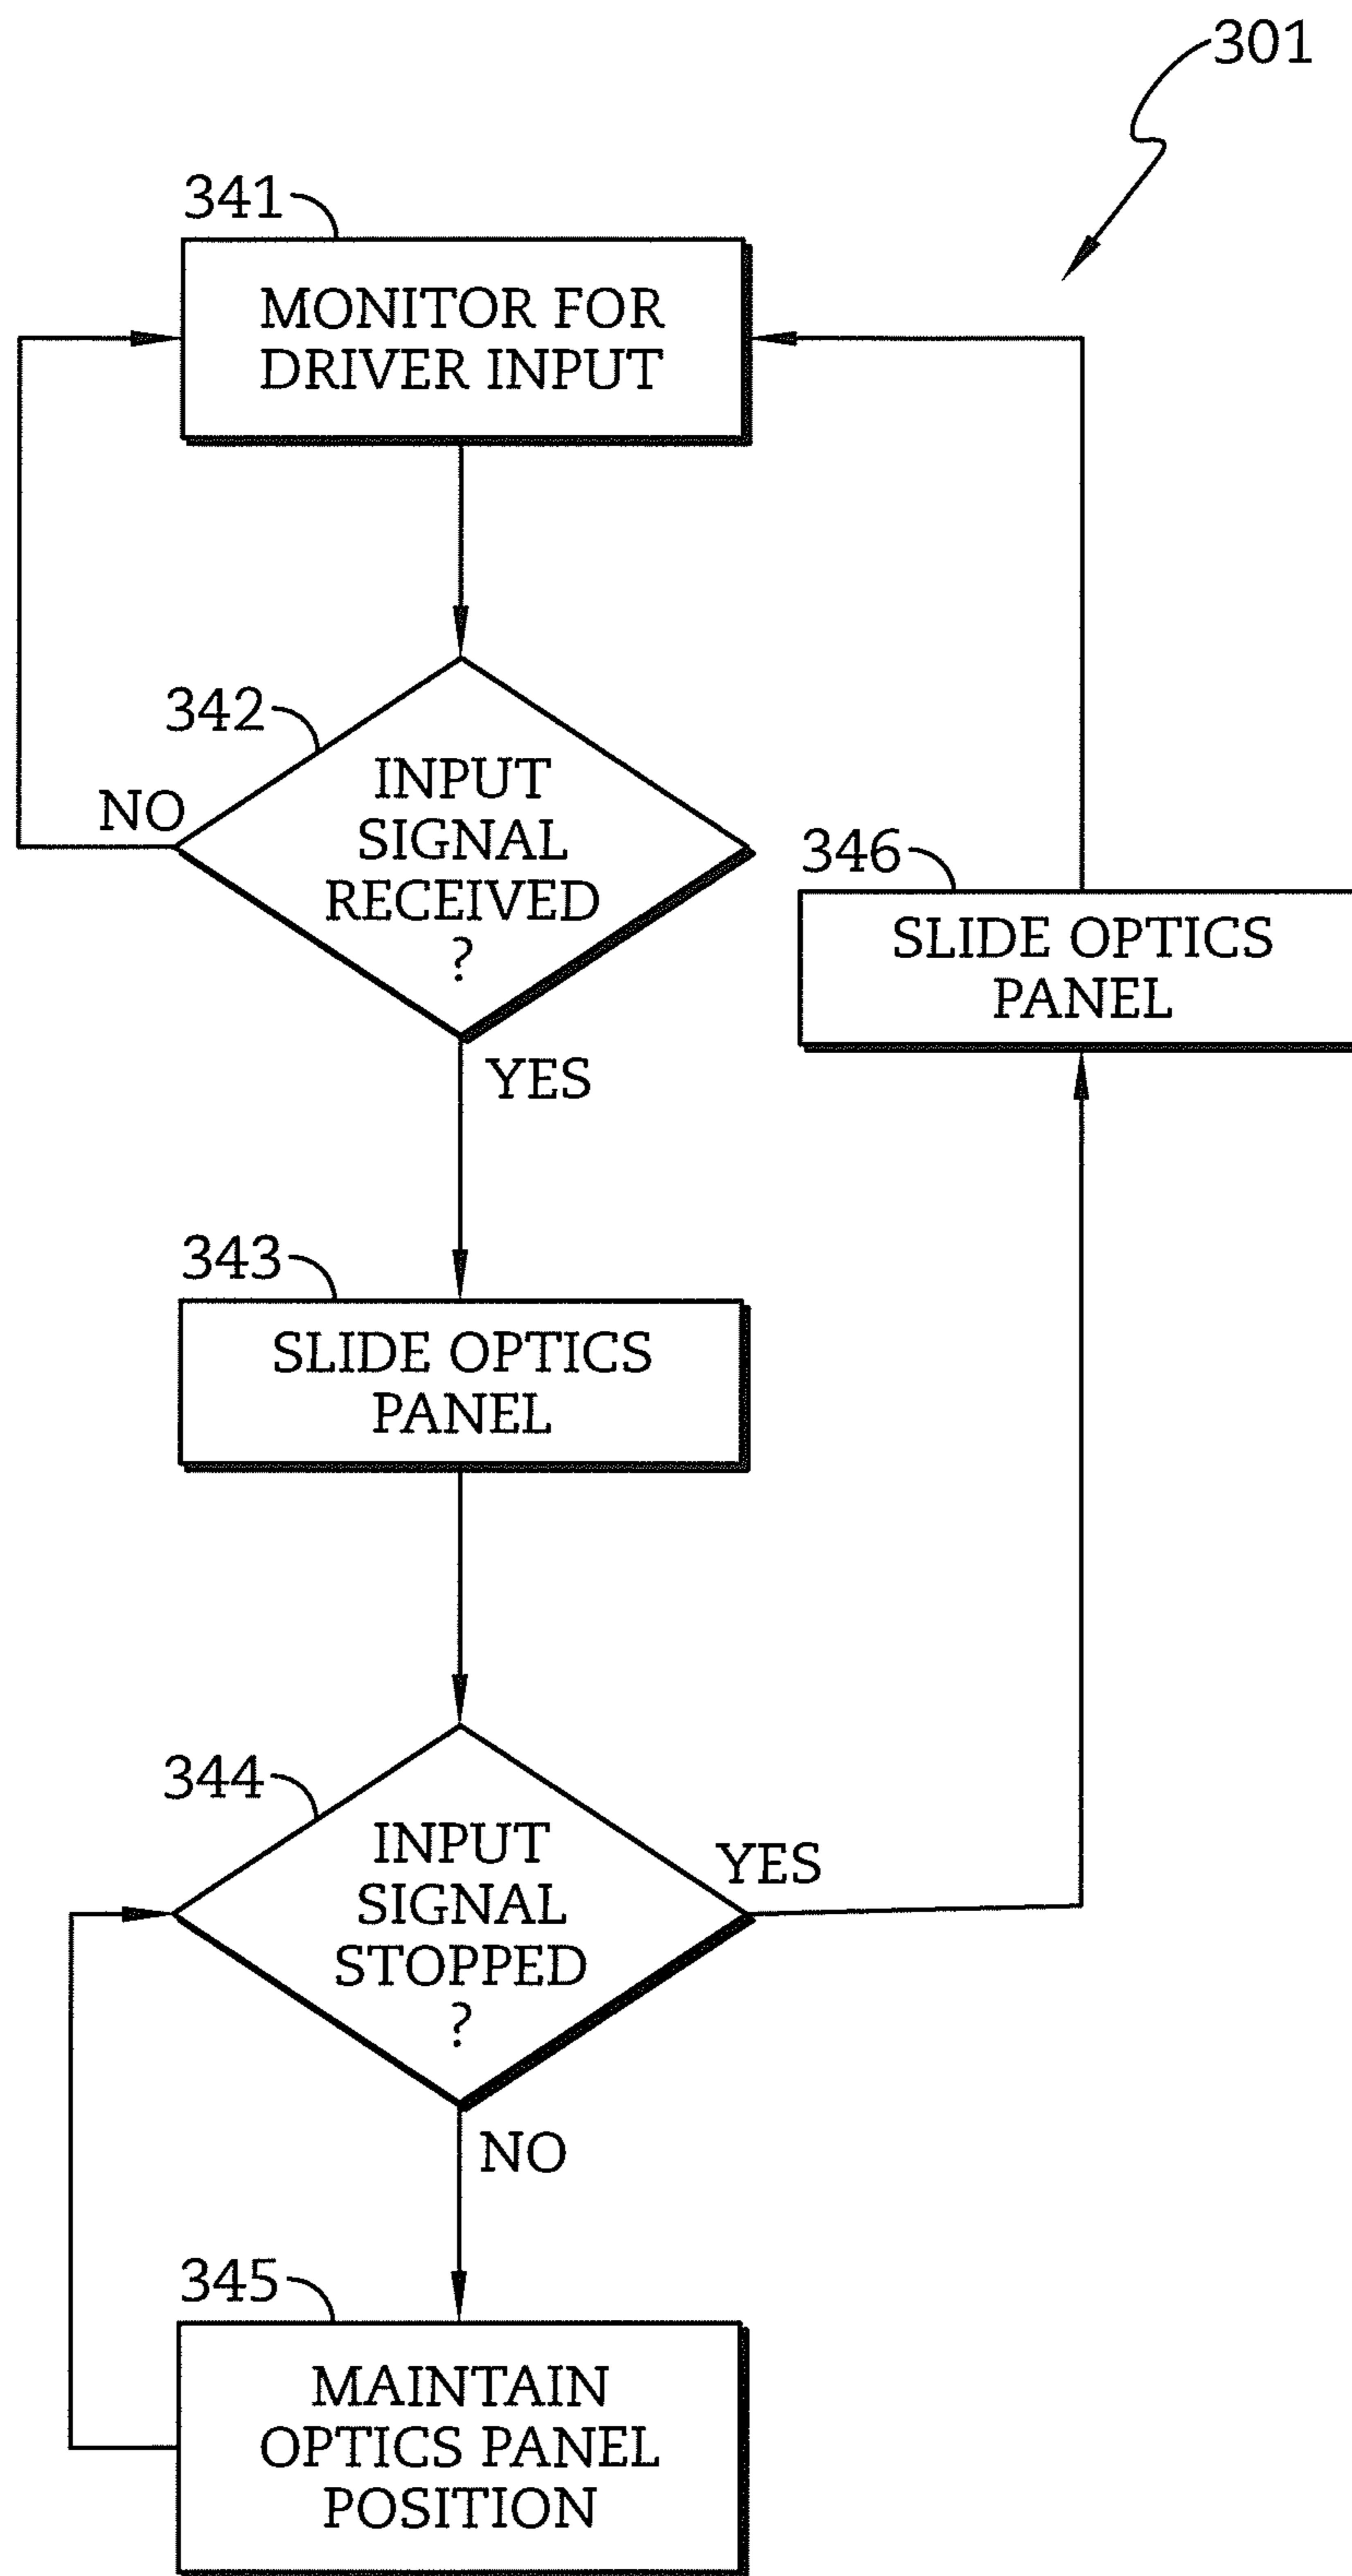 301
341
MONITOR FOR
DRIVER INPUT
342
INPUT
SIGNAL
RECEIVED
?
NO
YES
346
SLIDE OPTICS
PANEL
343
SLIDE OPTICS
PANEL
344
INPUT
SIGNAL
STOPPED
?
YES
NO
345
MAINTAIN
OPTICS PANEL
POSITION